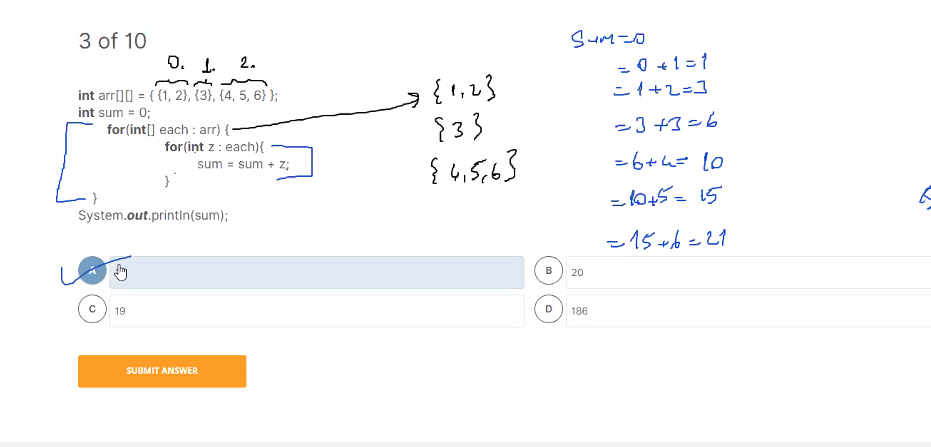 3 of 10
0. 1. 2.
int arr[][] = { {1, 2}, {3}, {4, 5, 6} };
int sum = 0;
for(int[] each : arr) {
for(int z : each){
sum = sum + z;
}
}
System.out.println(sum);
{1,2}
{3}
{4,5,6}
Sum=0
=0+1=1
=1+2=3
=3+3=6
=6+4=10
=10+5=15
=15+6=21
A
B 20
C 19
D 186
SUBMIT ANSWER